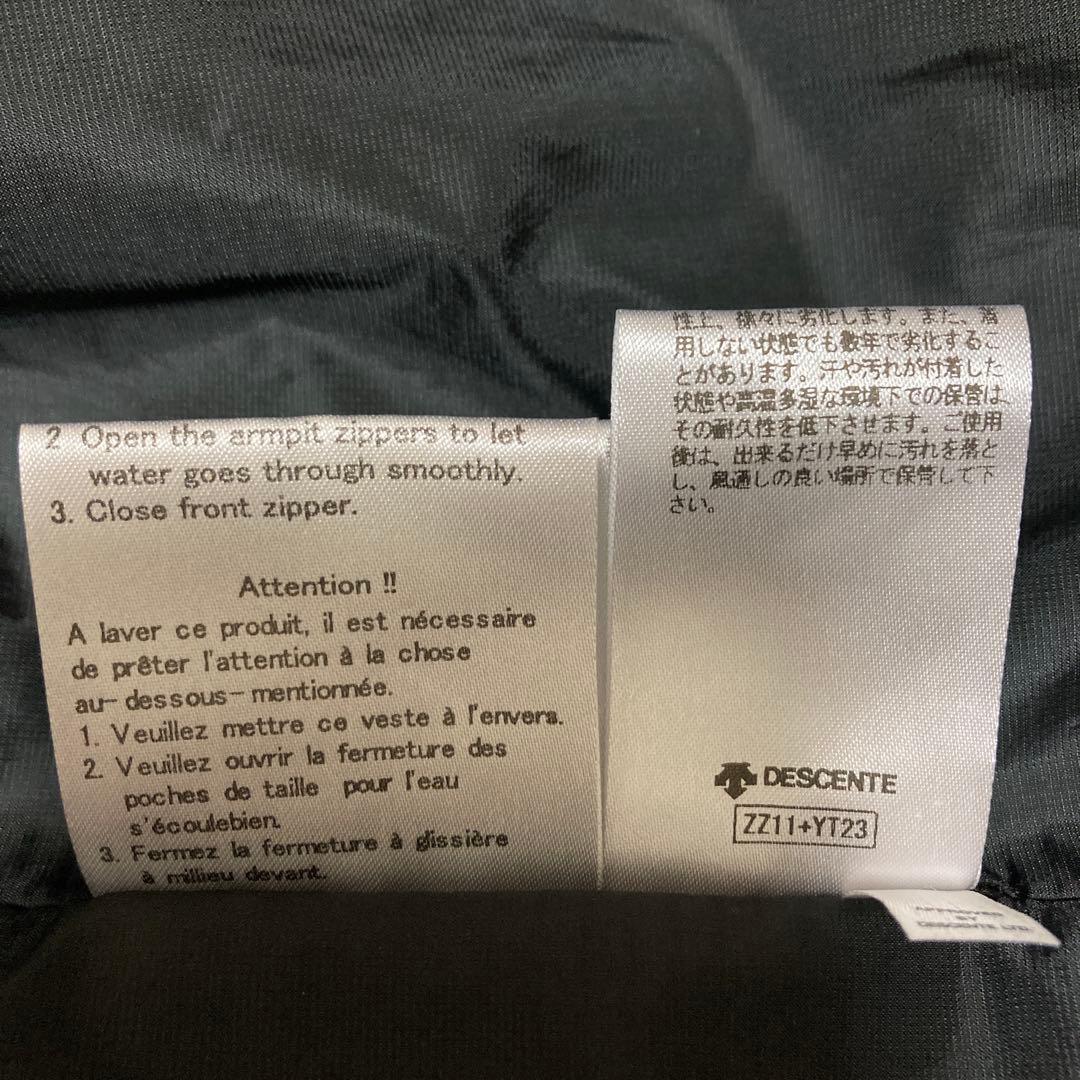 2 Open the armpit zippers to let
water goes through smoothly.
3. Close front zipper.
Attention !!
A laver ce produit, il est nécessaire
de prêter l'attention à la chose
au-dessous-mentionnée.
1. Veuillez mettre ce veste à l'envers.
2. Veuillez ouvrir la fermeture des
poches de taille pour l'eau
s'écoulebien.
3. Fermez la fermeture à glissière
à millieu devant.
性上、徐々に劣化します。また、着
用しない状態でも数年で劣化するこ
とがあります。汗や汚れが付着した
状態や高温多湿な環境下での保管は、
その耐久性を低下させます。ご使用
後は、出来るだけ早めに汚れを落と
し、風通しの良い場所で保管して下
さい。
DESCENTE
ZZ11+YT23
APPROVED
BY
DESCENTE LTD.